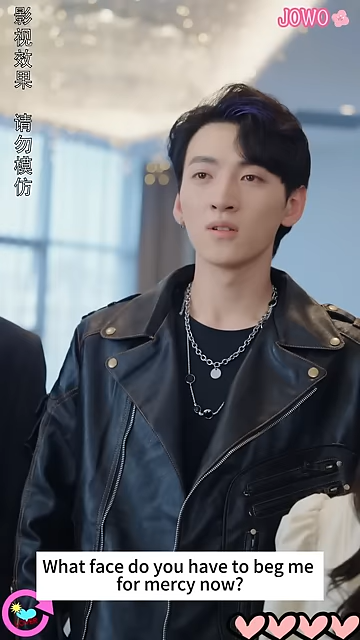 影视效果 请勿模仿
JOWO
What face do you have to beg me
for mercy now?